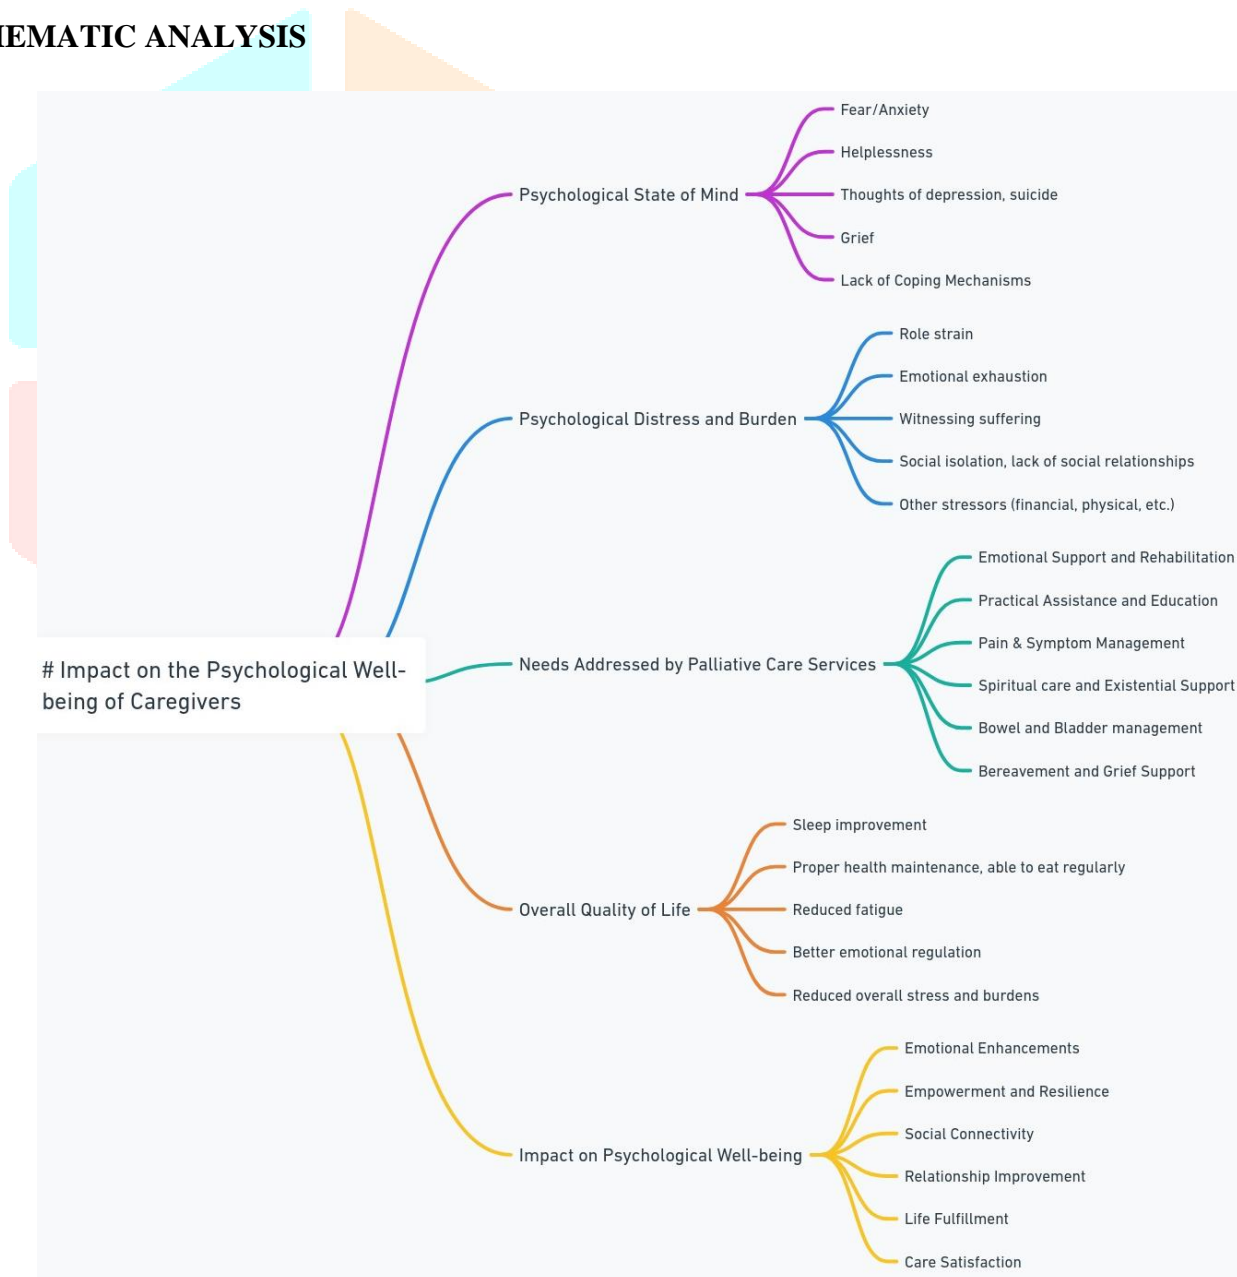 HEMATIC ANALYSIS
Fear/Anxiety
Helplessness
Psychological State of Mind
Thoughts of depression, suicide
Grief
Lack of Coping Mechanisms
Role strain
Emotional exhaustion
Psychological Distress and Burden
Witnessing suffering
Social isolation, lack of social relationships
Other stressors (financial, physical, etc.)
Emotional Support and Rehabilitation
Practical Assistance and Education
Pain & Symptom Management
# Impact on the Psychological Well-
being of Caregivers
Needs Addressed by Palliative Care Services
Spiritual care and Existential Support
Bowel and Bladder management
Bereavement and Grief Support
Sleep improvement
Proper health maintenance, able to eat regularly
Overall Quality of Life
Reduced fatigue
Better emotional regulation
Reduced overall stress and burdens
Emotional Enhancements
Empowerment and Resilience
Social Connectivity
Impact on Psychological Well-being
Relationship Improvement
Life Fulfillment
Care Satisfaction